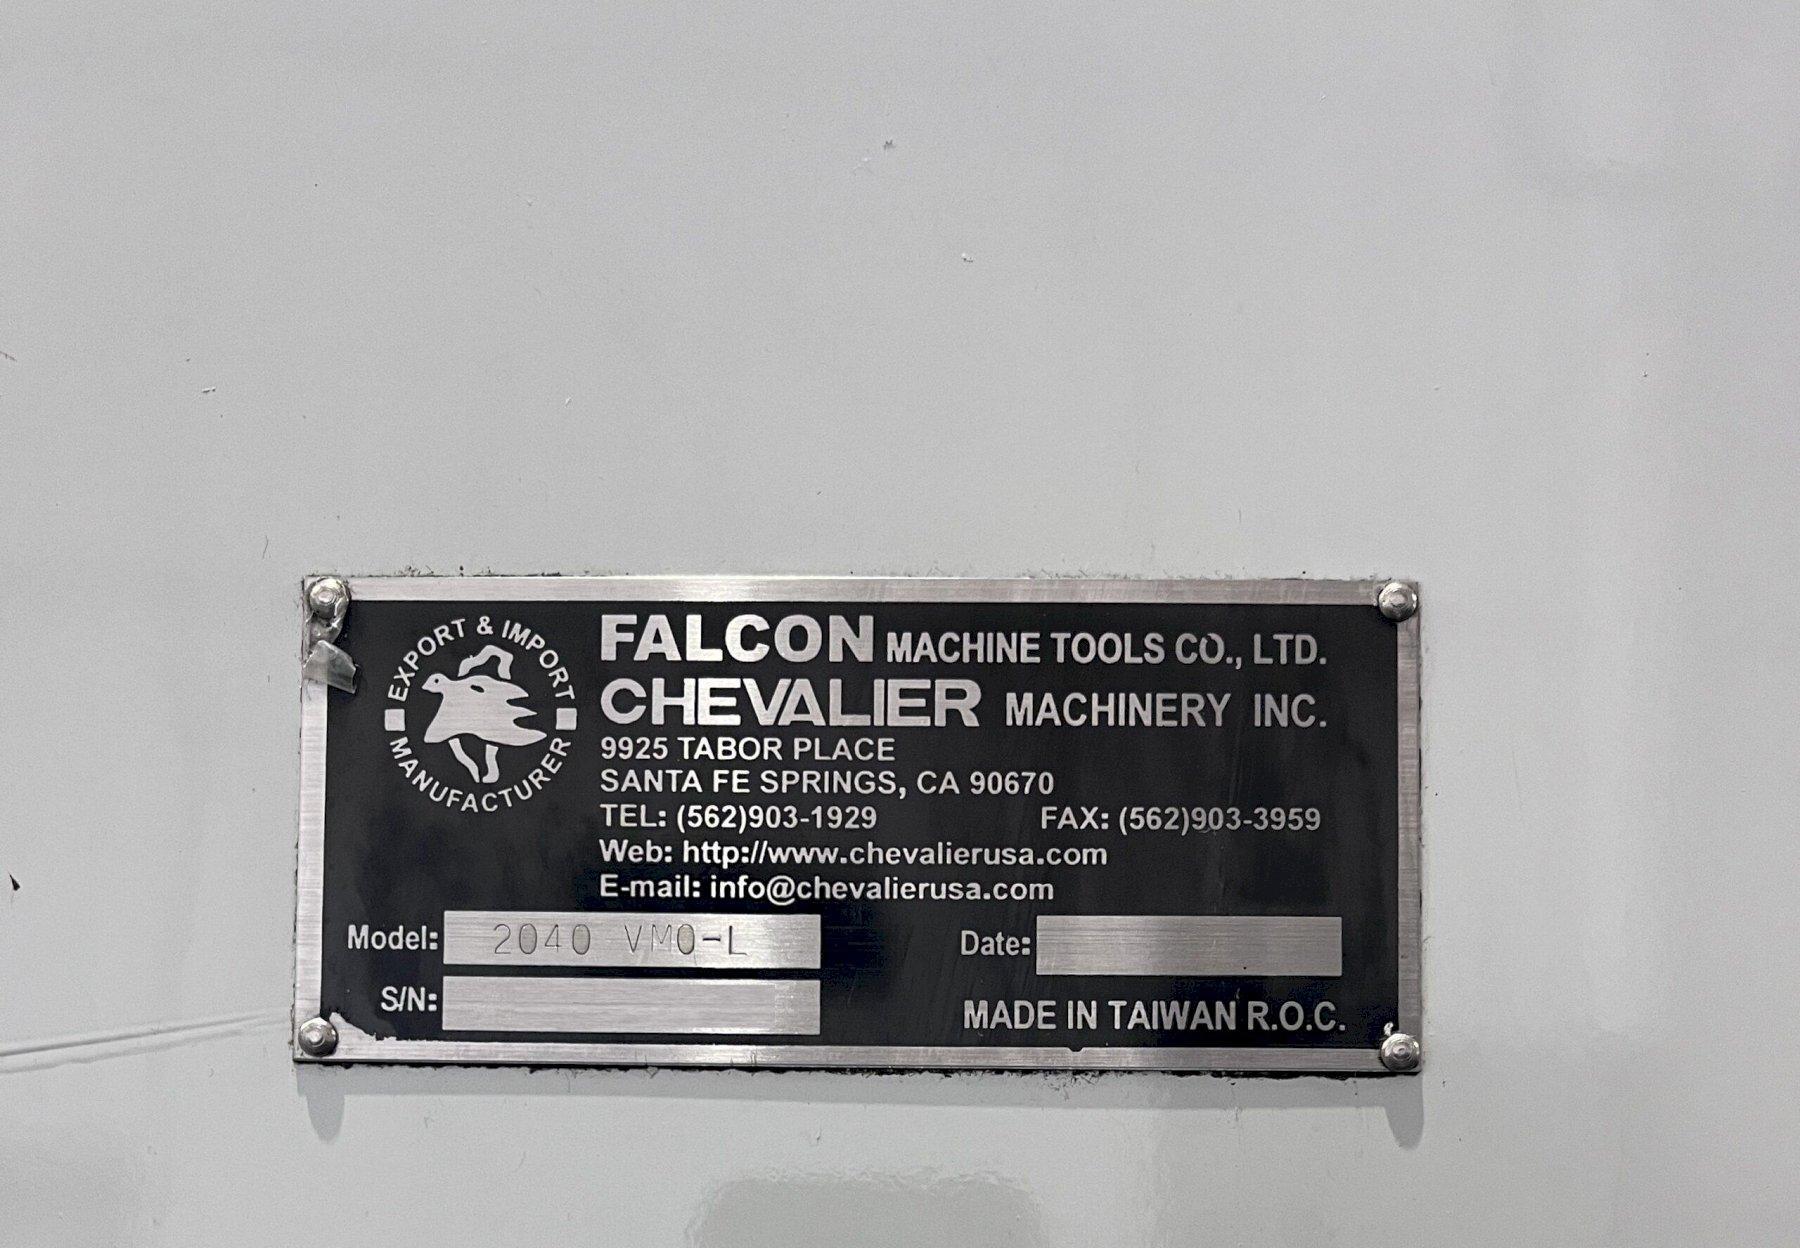 EXPORT & IMPORT
MANUFACTURER
FALCON MACHINE TOOLS CO., LTD.
CHEVALIER MACHINERY INC.
9925 TABOR PLACE
SANTA FE SPRINGS, CA 90670
TEL: (562)903-1929 FAX: (562)903-3959
Web: http://www.chevalierusa.com
E-mail: info@chevalierusa.com
Model: 2040 VMO-L Date:
S/N:
MADE IN TAIWAN R.O.C.